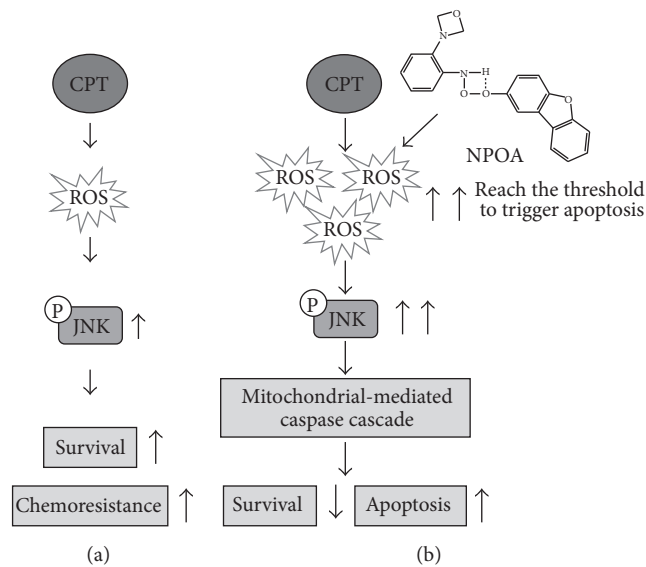 CPT
ROS
P
JNK
Survival
Chemoresistance
(a)
O
N
N H
O O
O
CPT
NPOA
ROS ROS
ROS
Reach the threshold
to trigger apoptosis
P
JNK
Mitochondrial-mediated
caspase cascade
Survival
Apoptosis
(b)